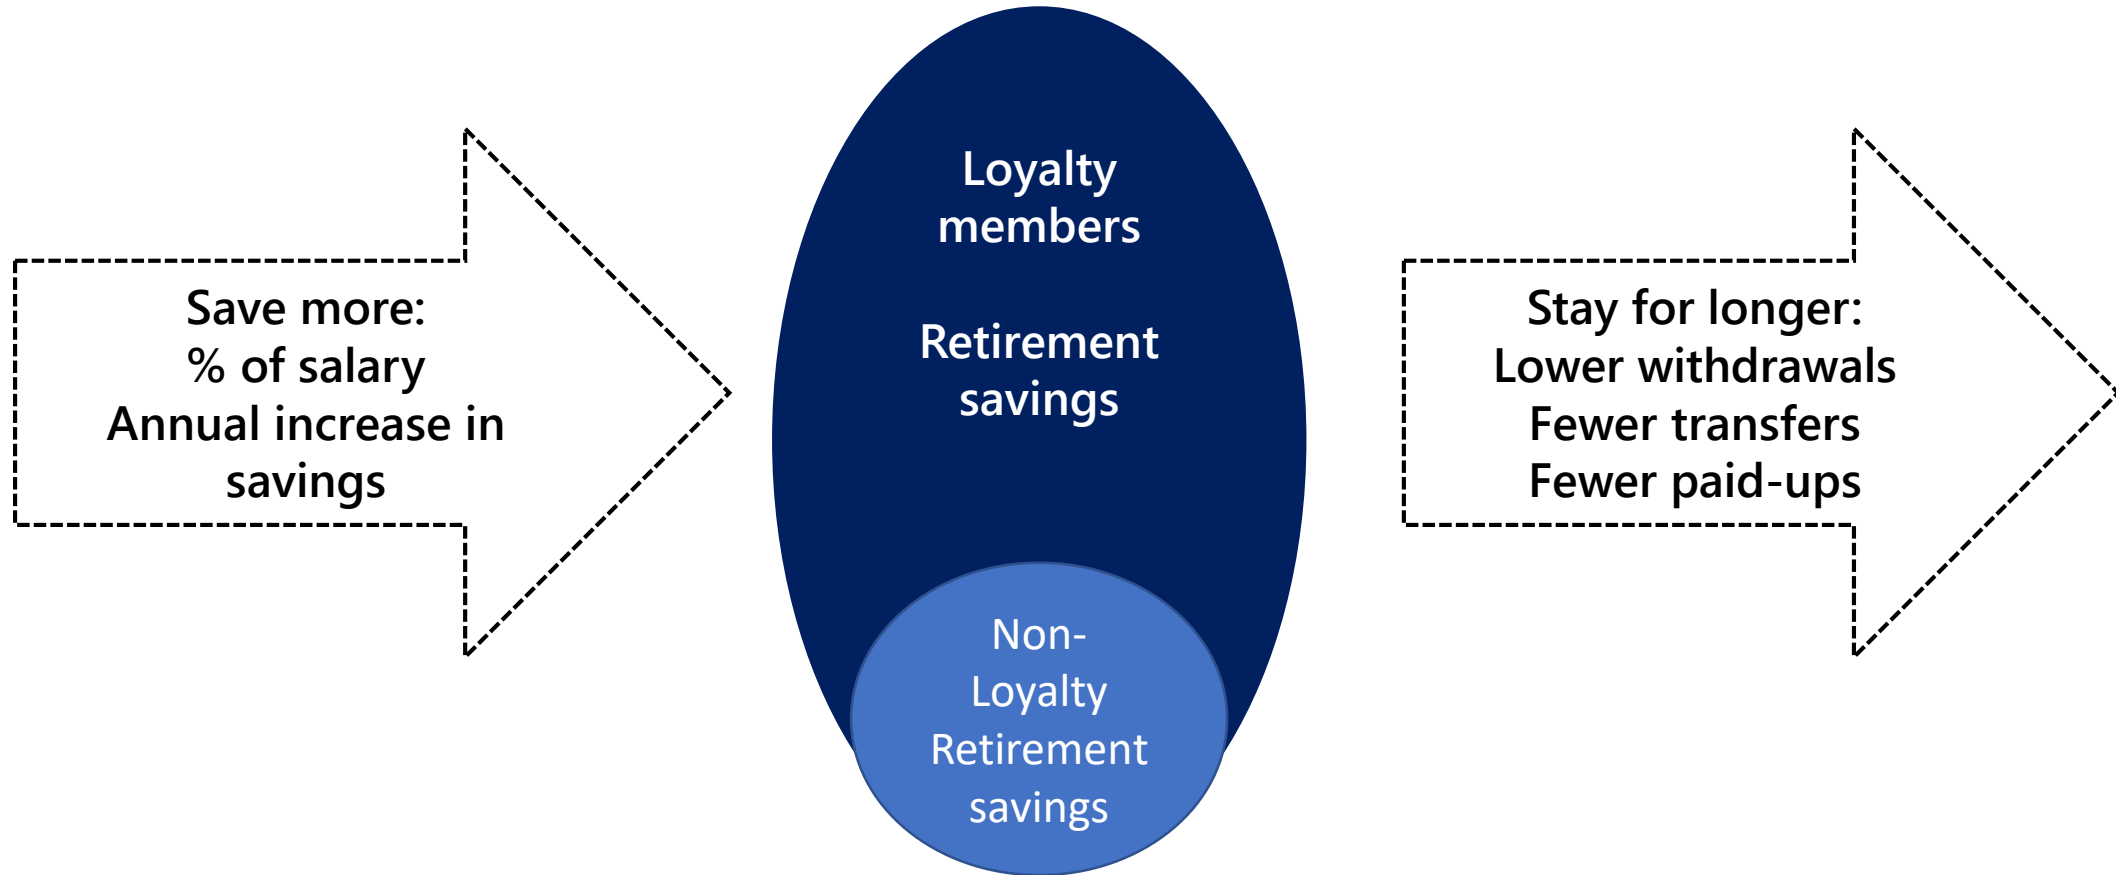 Save more:
% of salary
Annual increase in
savings
Loyalty
members
Retirement
savings
Non-
Loyalty
Retirement
savings
Stay for longer:
Lower withdrawals
Fewer transfers
Fewer paid-ups